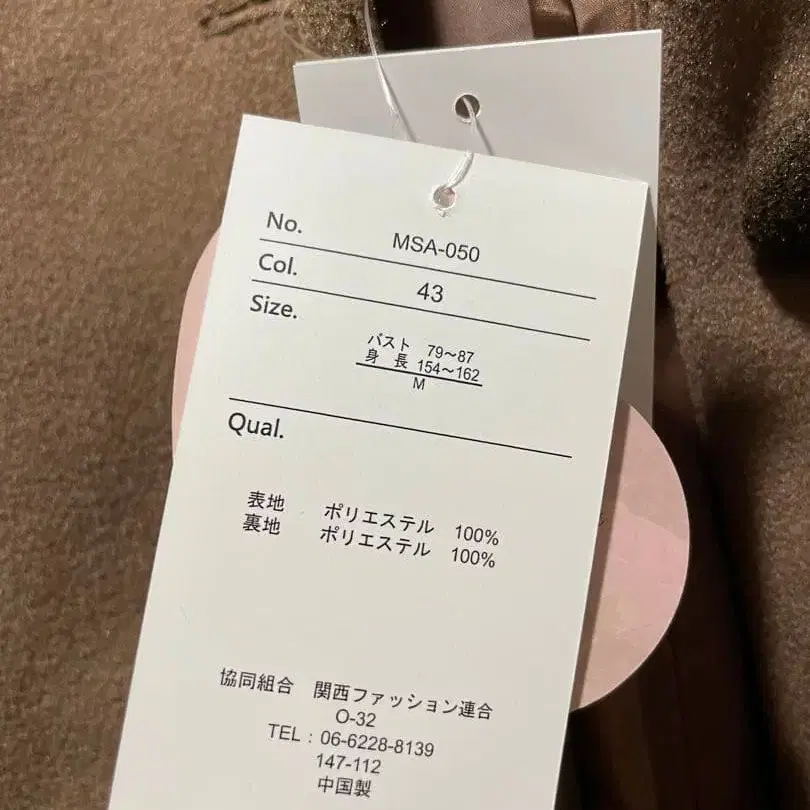 No. MSA-050
Col. 43
Size.
バスト 79〜87
身 長 154〜162
M
Qual.
表地 ポリエステル 100%
裏地 ポリエステル 100%
協同組合 関西ファッション連合
O-32
TEL：06-6228-8139
147-112
中国製